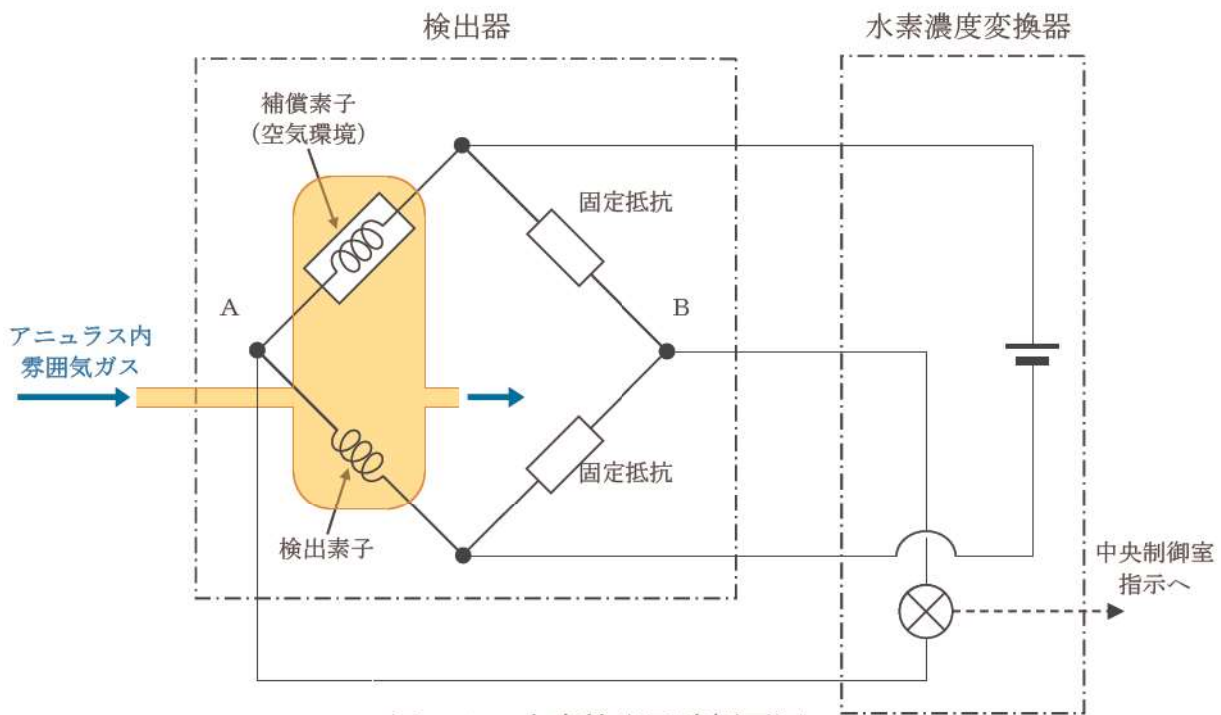 検出器
水素濃度変換器
補償素子
(空気環境)
固定抵抗
A
B
アニュラス内
雰囲気ガス
固定抵抗
検出素子
中央制御室
指示へ